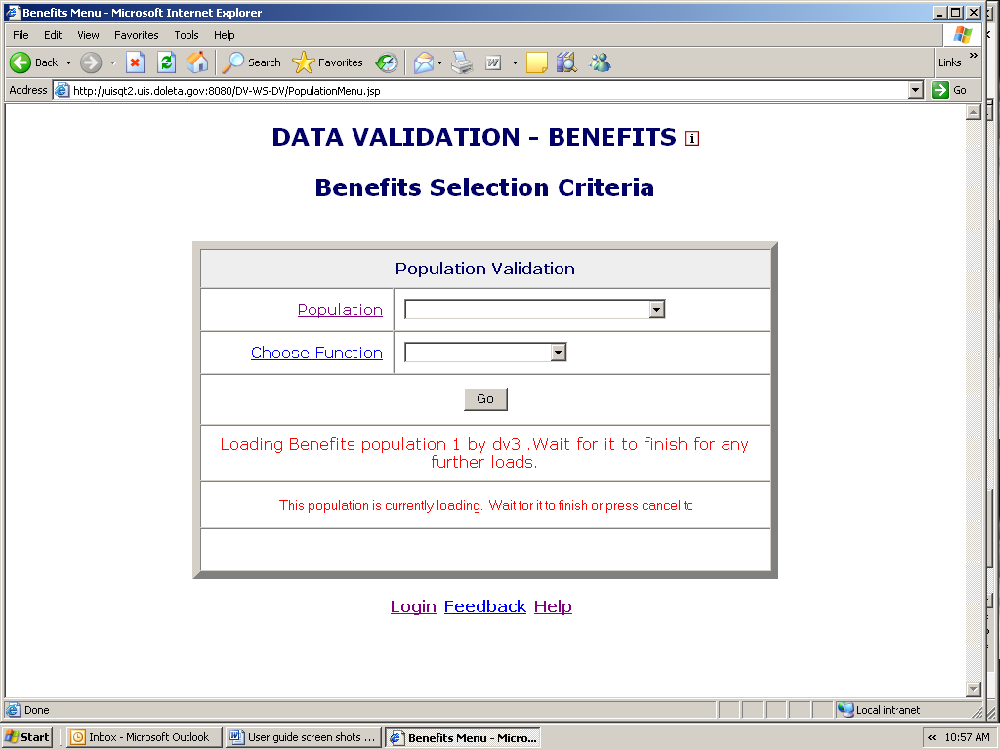 Benefits Menu - Microsoft Internet Explorer
File Edit View Favorites Tools Help
Back Search Favorites W Links »
Address http://uisqt2.uis.doleta.gov:8080/DV-WS-DV/PopulationMenu.jsp Go
DATA VALIDATION - BENEFITS i
Benefits Selection Criteria
Population Validation
Population
Choose Function
Go
Loading Benefits population 1 by dv3 .Wait for it to finish for any
further loads.
This population is currently loading. Wait for it to finish or press cancel tc
Login Feedback Help
Done Local intranet
Start Inbox - Microsoft Outlook User guide screen shots ... Benefits Menu - Micro... « 10:57 AM